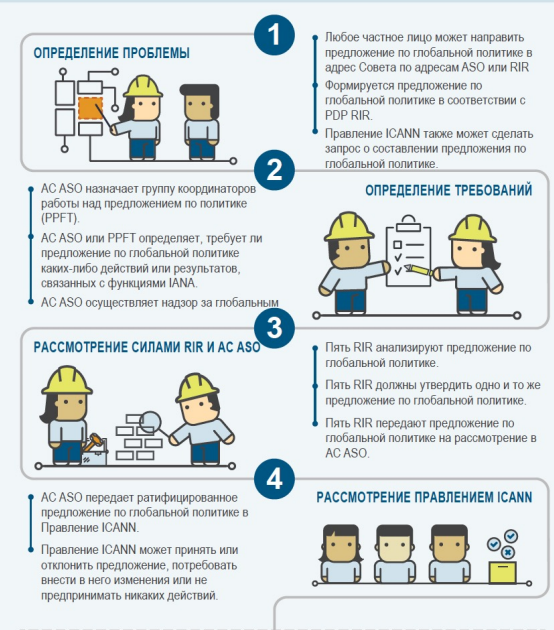 1
ОПРЕДЕЛЕНИЕ ПРОБЛЕМЫ
Любое частное лицо может направить
предложение по глобальной политике в
адрес Совета по адресам ASO или RIR
Формируется предложение по
глобальной политике в соответствии с
PDP RIR.
Правление ICANN также может сделать
запрос о составлении предложения по
глобальной политике.
2
ОПРЕДЕЛЕНИЕ ТРЕБОВАНИЙ
AC ASO назначает группу координаторов
работы над предложением по политике
(PPFT).
AC ASO или PPFT определяет, требует ли
предложение по глобальной политике
каких-либо действий или результатов,
связанных с функциями IANA.
AC ASO осуществляет надзор за глобальным
3
РАССМОТРЕНИЕ СИЛАМИ RIR И AC ASO
Пять RIR анализируют предложение по
глобальной политике.
Пять RIR должны утвердить одно и то же
предложение по глобальной политике.
Пять RIR передают предложение по
глобальной политике на рассмотрение в
AC ASO.
4
РАССМОТРЕНИЕ ПРАВЛЕНИЕМ ICANN
AC ASO передает ратифицированное
предложение по глобальной политике в
Правление ICANN.
Правление ICANN может принять или
отклонить предложение, потребовать
внести в него изменения или не
предпринимать никаких действий.